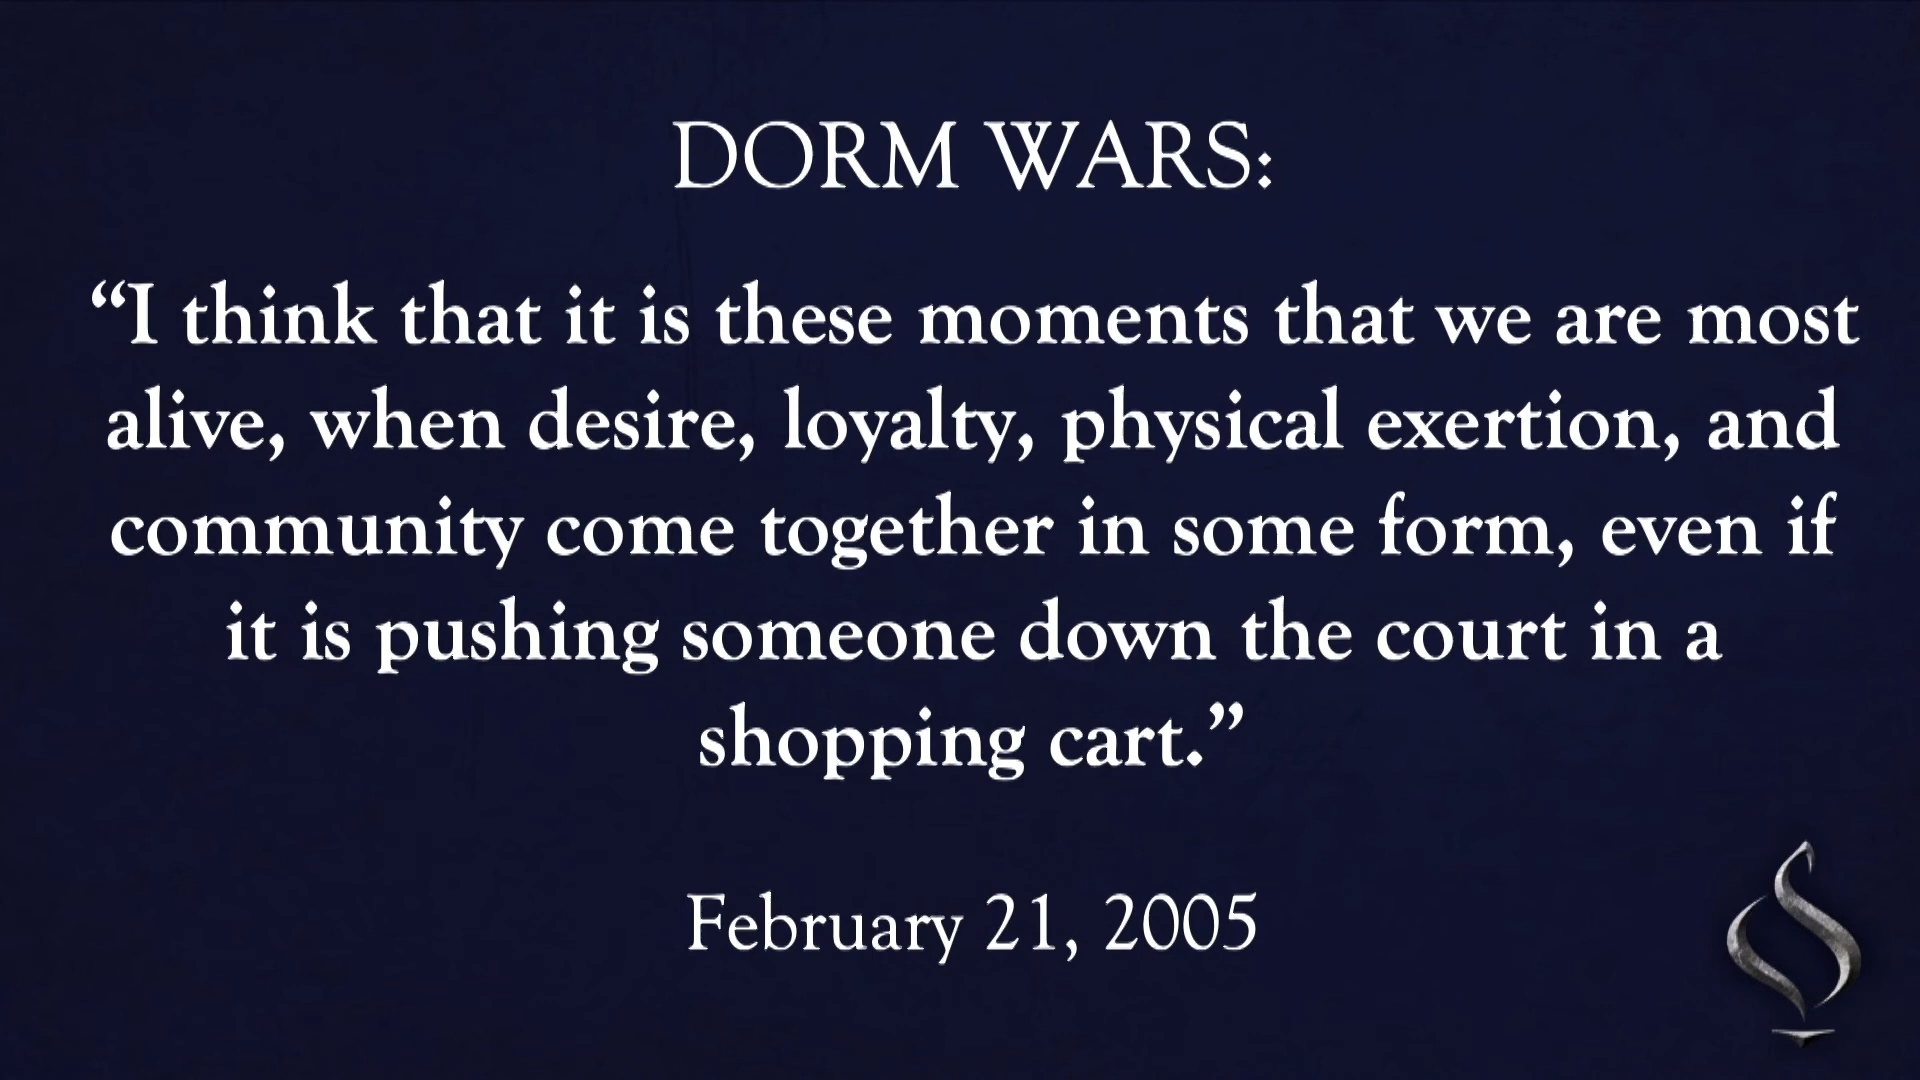 DORM WARS:
“I think that it is these moments that we are most
alive, when desire, loyalty, physical exertion, and
community come together in some form, even if
it is pushing someone down the court in a
shopping cart.”
February 21, 2005